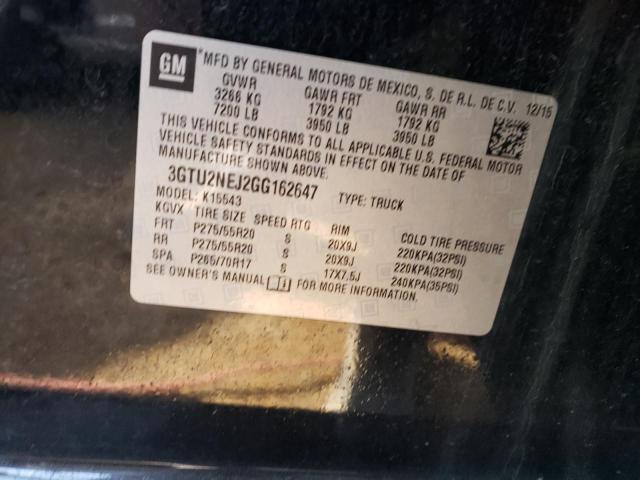 GM
*MFD BY GENERAL MOTORS DE MEXICO, S. DE R.L. DE C.V. 12/15
GVWR GAWR FRT GAWR RR
3266 KG 1792 KG 1792 KG
7200 LB 3950 LB 3950 LB
THIS VEHICLE CONFORMS TO ALL APPLICABLE U.S. FEDERAL MOTOR
VEHICLE SAFETY STANDARDS IN EFFECT ON THE DATE OF
MANUFACTURE SHOWN ABOVE.
3GTU2NEJ2GG162647 TYPE: TRUCK
MODEL: K15543
KGVX TIRE SIZE SPEED RTG RIM COLD TIRE PRESSURE
FRT P275/55R20 S 20X9J 220KPA(32PSI)
RR P275/55R20 S 20X9J 220KPA(32PSI)
SPA P265/70R17 S 17X7.5J 240KPA(35PSI)
SEE OWNER'S MANUAL FOR MORE INFORMATION.